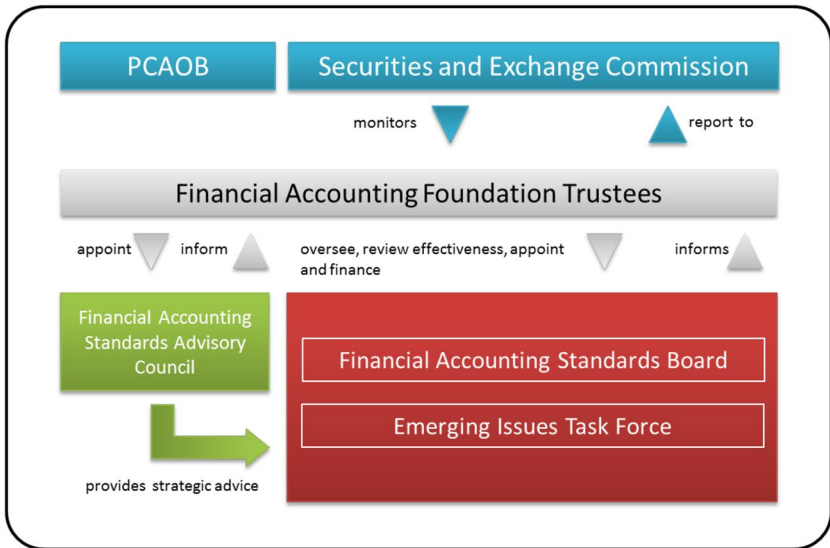 PCAOB
Securities and Exchange Commission
monitors
report to
Financial Accounting Foundation Trustees
appoint
inform
oversee, review effectiveness, appoint
and finance
informs
Financial Accounting
Standards Advisory
Council
Financial Accounting Standards Board
Emerging Issues Task Force
provides strategic advice